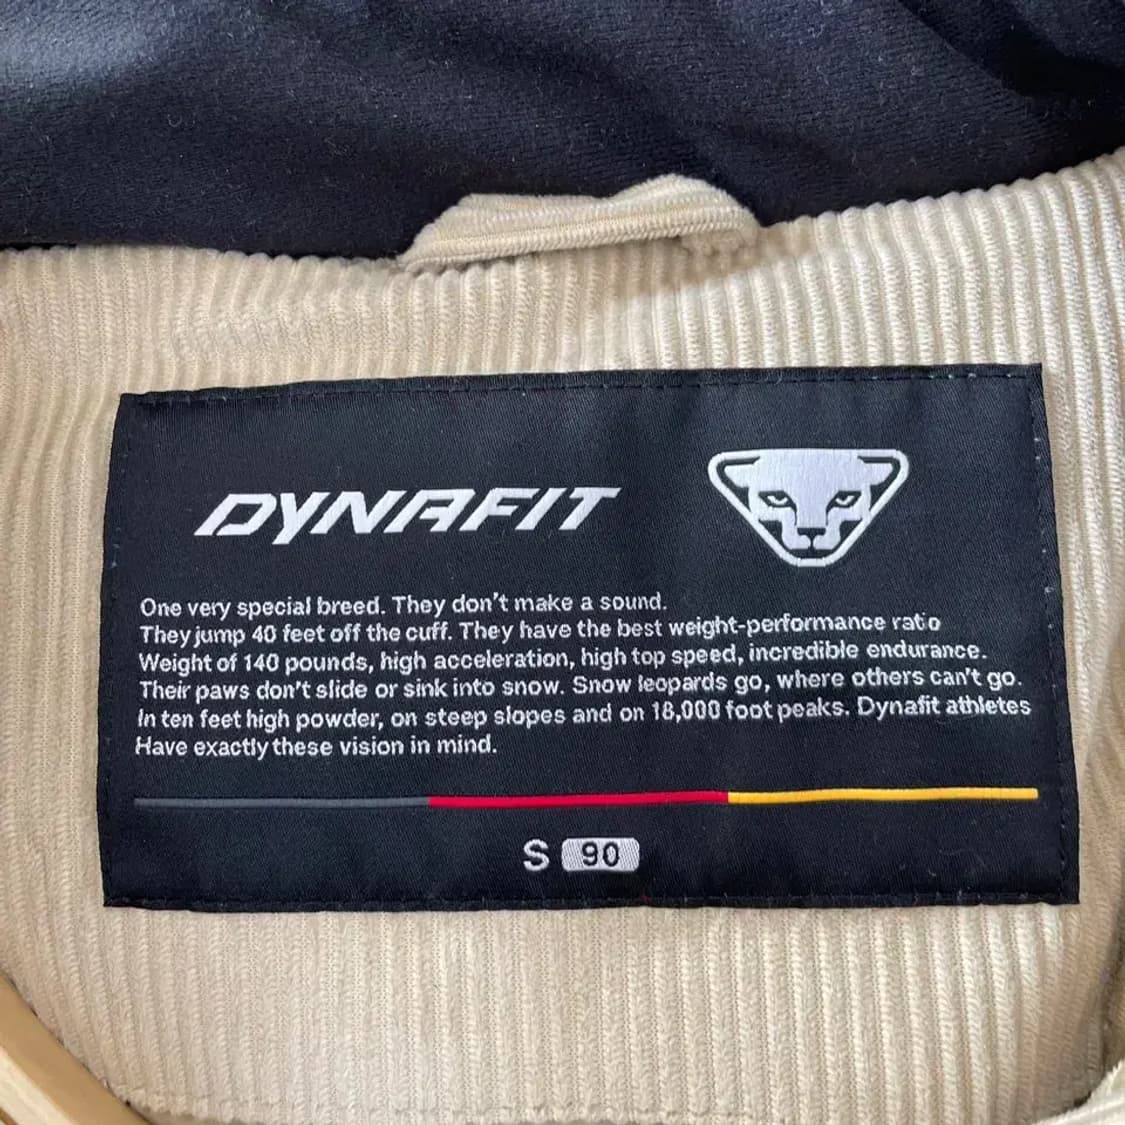 DYNAFIT
One very special breed. They don't make a sound.
They jump 40 feet off the cuff. They have the best weight-performance ratio
Weight of 140 pounds, high acceleration, high top speed, incredible endurance.
Their paws don't slide or sink into snow. Snow leopards go, where others can't go.
In ten feet high powder, on steep slopes and on 18,000 foot peaks. Dynafit athletes
Have exactly these vision in mind.
S 90